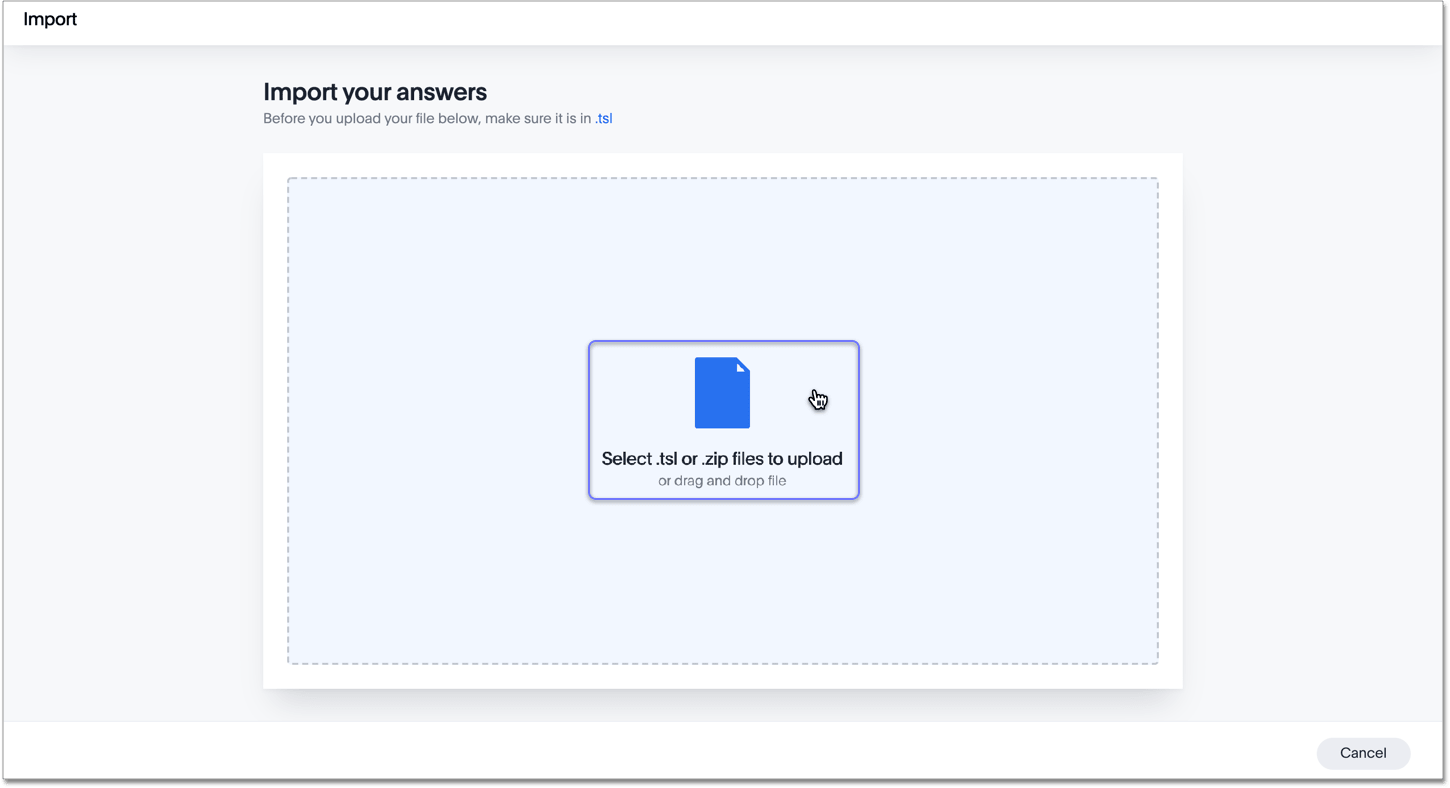 Import
Import your answers
Before you upload your file below, make sure it is in .tsl
Select .tsl or .zip files to upload
or drag and drop file
Cancel